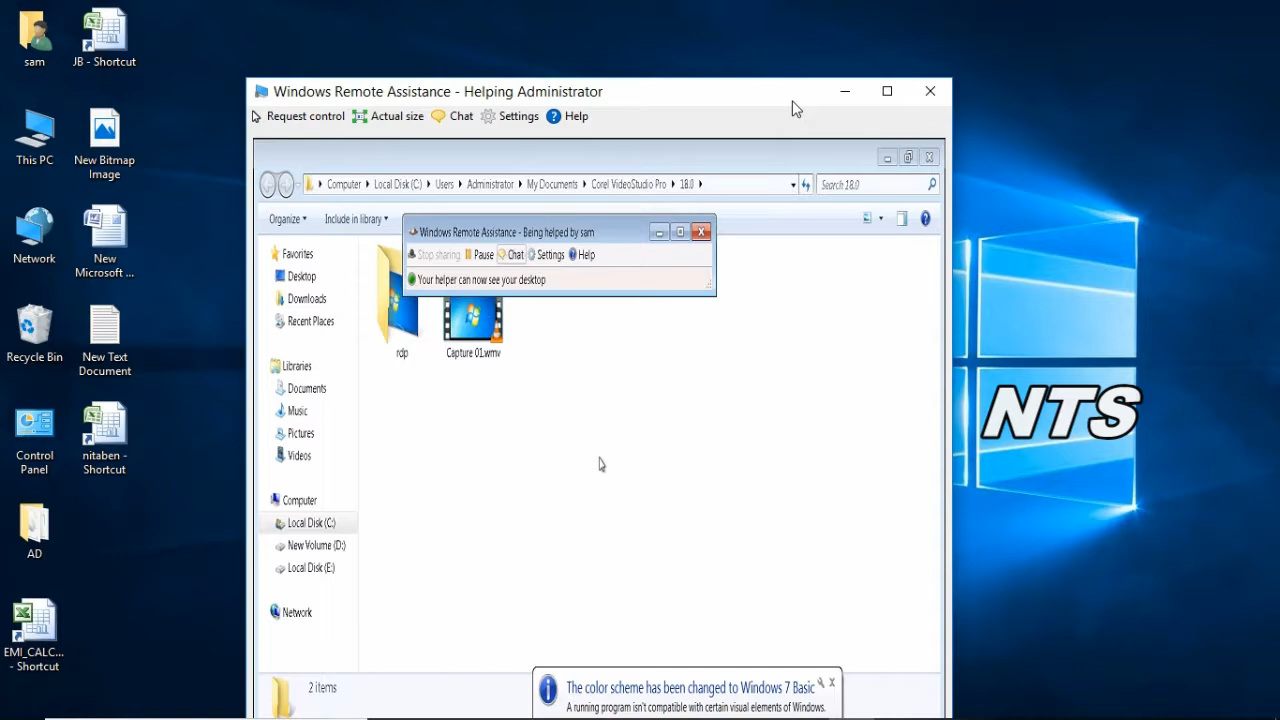 sam
JB - Shortcut
This PC
New Bitmap
Image
Network
New
Microsoft ...
Recycle Bin
New Text
Document
Control
Panel
nitaben -
Shortcut
AD
EMI_CALC...
- Shortcut
Windows Remote Assistance - Helping Administrator
Request control Actual size Chat Settings Help
Computer Local Disk (C:) Users Administrator My Documents Corel VideoStudio Pro 18.0 Search 18.0
Organize Include in library
Windows Remote Assistance - Being helped by sam
Stop sharing Pause Chat Settings Help
Your helper can now see your desktop
Favorites
Desktop
Downloads
Recent Places
Libraries
Documents
Music
Pictures
Videos
Computer
Local Disk (C:)
New Volume (D:)
Local Disk (E:)
Network
rdp
Capture 01.wmv
2 items
The color scheme has been changed to Windows 7 Basic
A running program isn't compatible with certain visual elements of Windows.
NTS